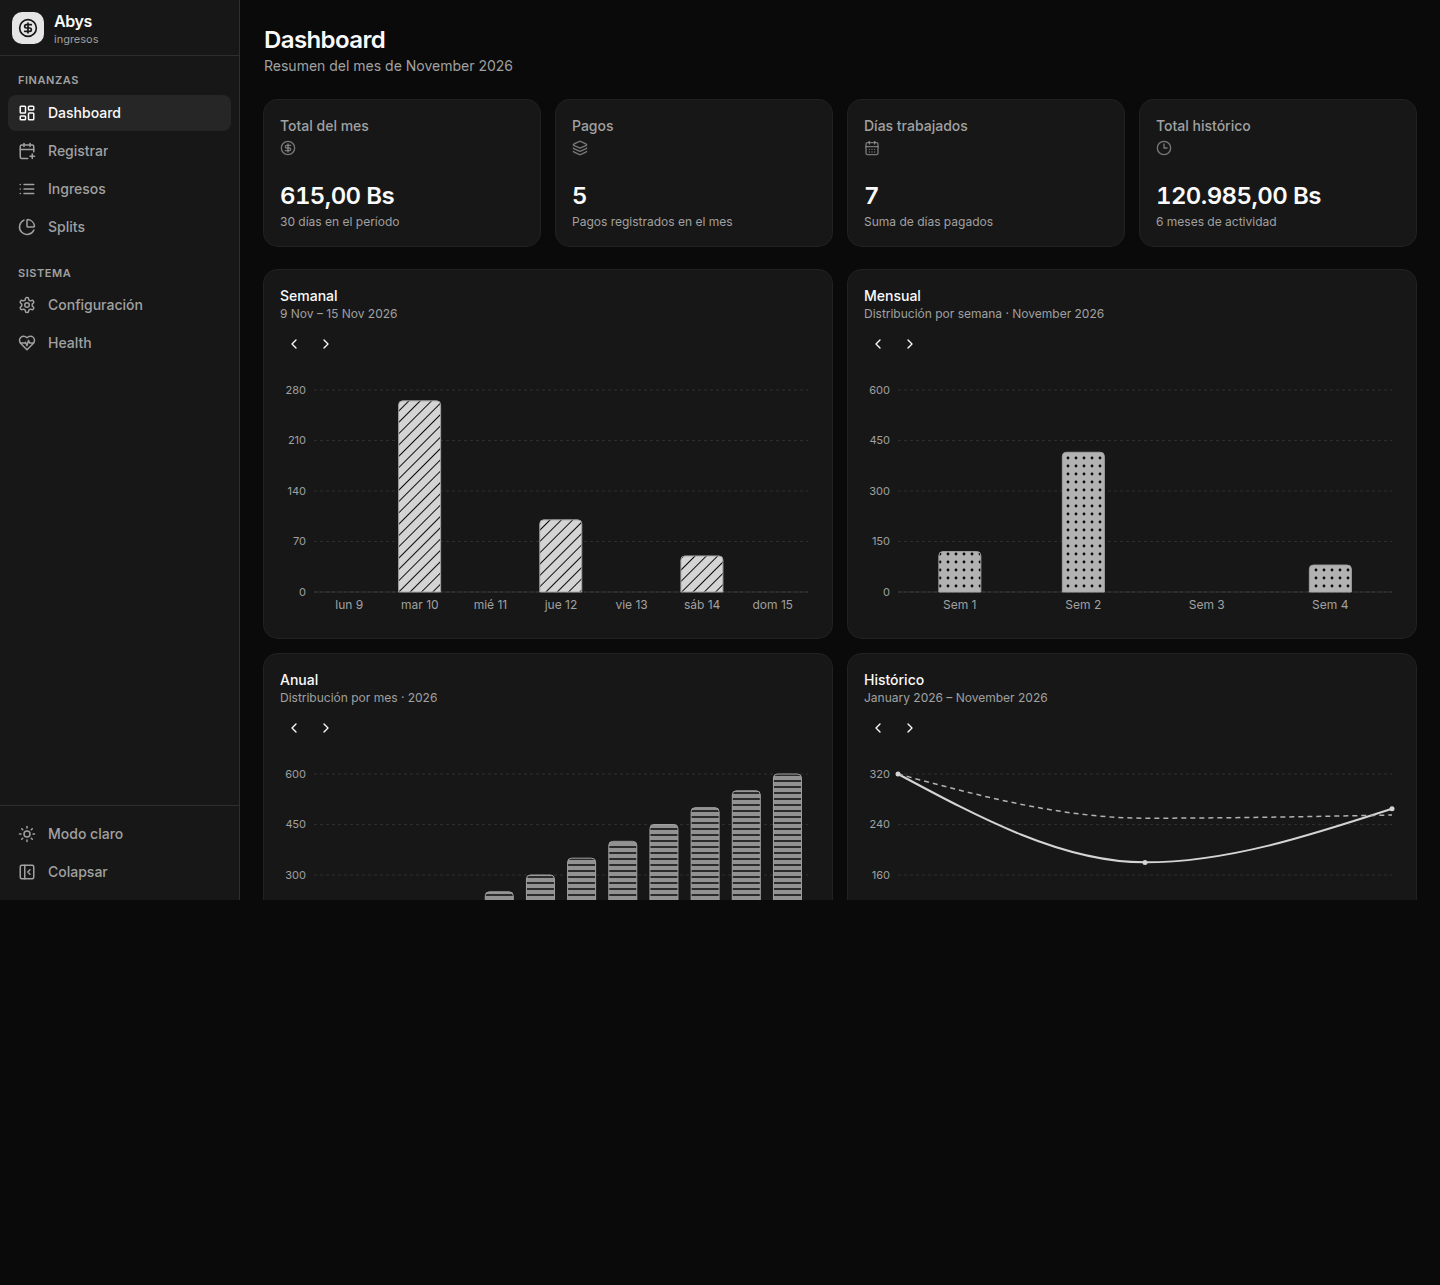 Abys
ingresos
FINANZAS
Dashboard
Registrar
Ingresos
Splits
SISTEMA
Configuración
Health
Modo claro
Colapsar
Dashboard
Resumen del mes de November 2026
Total del mes
615,00 Bs
30 días en el período
Pagos
5
Pagos registrados en el mes
Días trabajados
7
Suma de días pagados
Total histórico
120.985,00 Bs
6 meses de actividad
Semanal
9 Nov – 15 Nov 2026
280
210
140
70
0
lun 9 mar 10 mié 11 jue 12 vie 13 sáb 14 dom 15
Mensual
Distribución por semana · November 2026
600
450
300
150
0
Sem 1 Sem 2 Sem 3 Sem 4
Anual
Distribución por mes · 2026
600
450
300
Histórico
January 2026 – November 2026
320
240
160